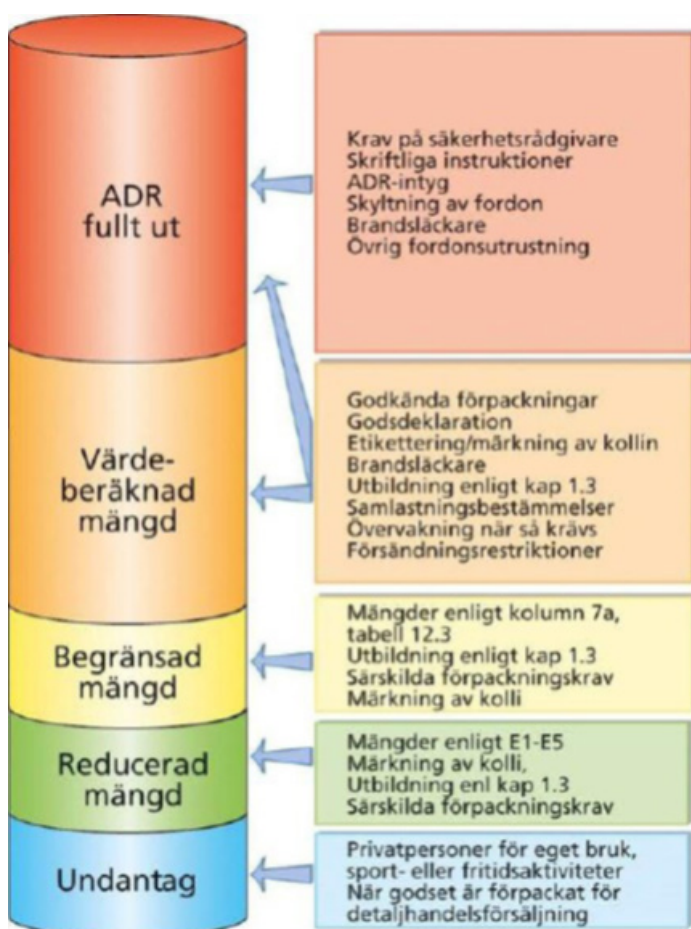 ADR
fullt ut
Krav på säkerhetsrådgivare
Skriftliga instruktioner
ADR-intyg
Skyltning av fordon
Brandsläckare
Övrig fordonsutrustning
Värde-
beräknad
mängd
Godkända förpackningar
Godsdeklaration
Etikettering/märkning av kollin
Brandsläckare
Utbildning enligt kap 1.3
Samlastningsbestämmelser
Övervakning när så krävs
Försändningsrestriktioner
Begränsad
mängd
Mängder enligt kolumn 7a,
tabell 12.3
Utbildning enligt kap 1.3
Särskilda förpackningskrav
Märkning av kolli
Reducerad
mängd
Mängder enligt E1-E5
Märkning av kolli,
Utbildning enl kap 1.3
Särskilda förpackningskrav
Undantag
Privatpersoner för eget bruk,
sport- eller fritidsaktiviteter
När godset är förpackat för
detaljhandelsförsäljning